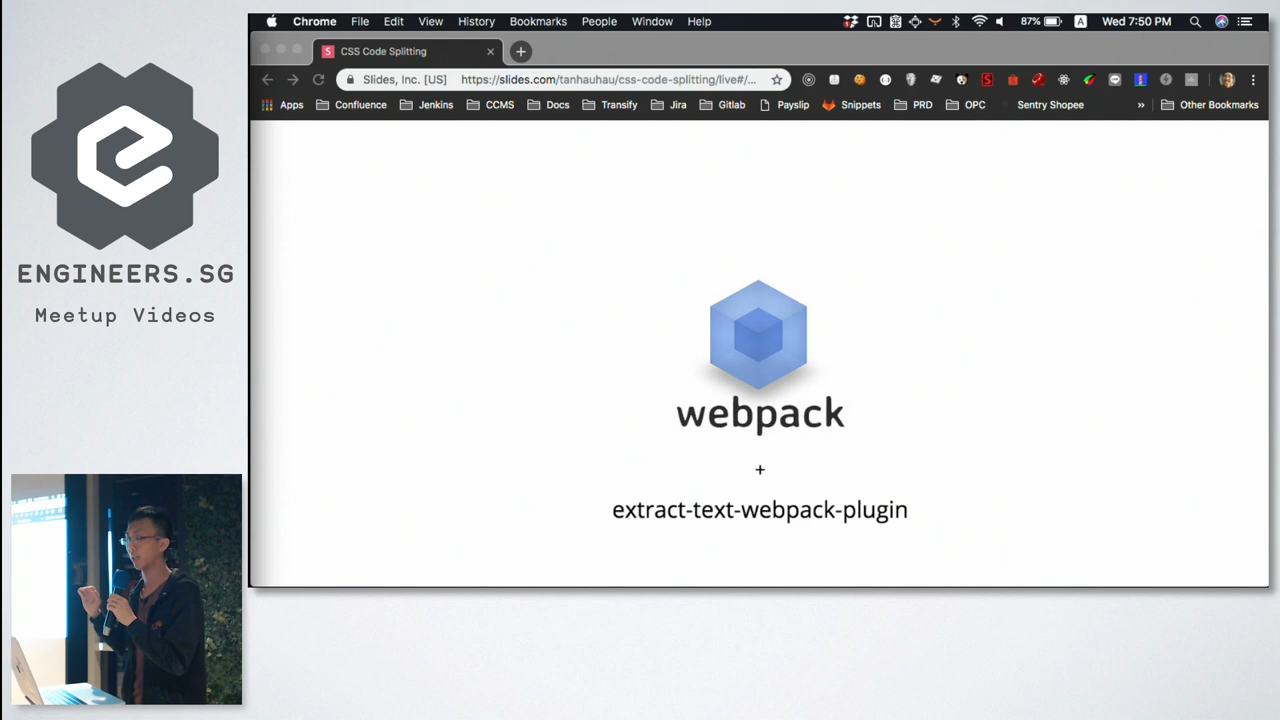 ENGINEERS.SG
Meetup Videos
Chrome File Edit View History Bookmarks People Window Help
87% A Wed 7:50 PM
S CSS Code Splitting
Slides, Inc. [US] https://slides.com/tanhauhau/css-code-splitting/live#/...
Apps Confluence Jenkins CCMS Docs Transify Jira Gitlab Payslip Snippets PRD OPC Sentry Shopee » Other Bookmarks
webpack
+
extract-text-webpack-plugin